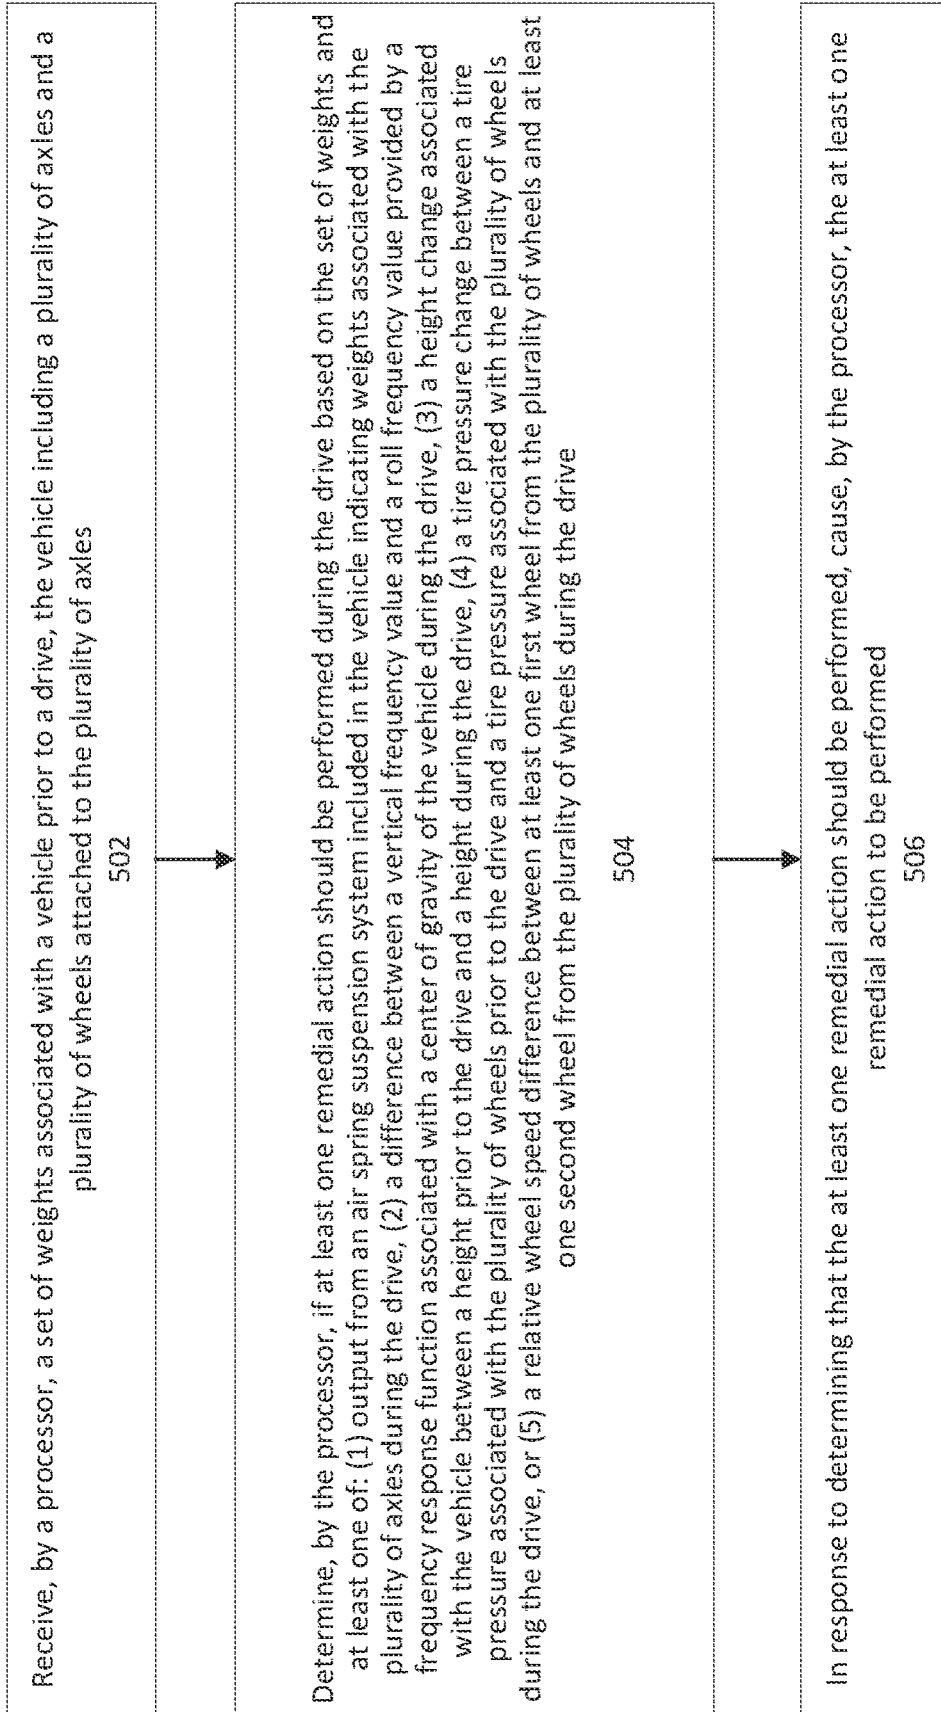 Receive, by a processor, a set of weights associated with a vehicle prior to a drive, the vehicle including a plurality of axles and a
plurality of wheels attached to the plurality of axles
502
Determine, by the processor, if at least one remedial action should be performed during the drive based on the set of weights and
at least one of: (1) output from an air spring suspension system included in the vehicle indicating weights associated with the
plurality of axles during the drive, (2) a difference between a vertical frequency value and a roll frequency value provided by a
frequency response function associated with a center of gravity of the vehicle during the drive, (3) a height change associated
with the vehicle between a height prior to the drive and a height during the drive, (4) a tire pressure change between a tire
pressure associated with the plurality of wheels prior to the drive and a tire pressure associated with the plurality of wheels
during the drive, or (5) a relative wheel speed difference between at least one first wheel from the plurality of wheels and at least
one second wheel from the plurality of wheels during the drive
504
In response to determining that the at least one remedial action should be performed, cause, by the processor, the at least one
remedial action to be performed
506